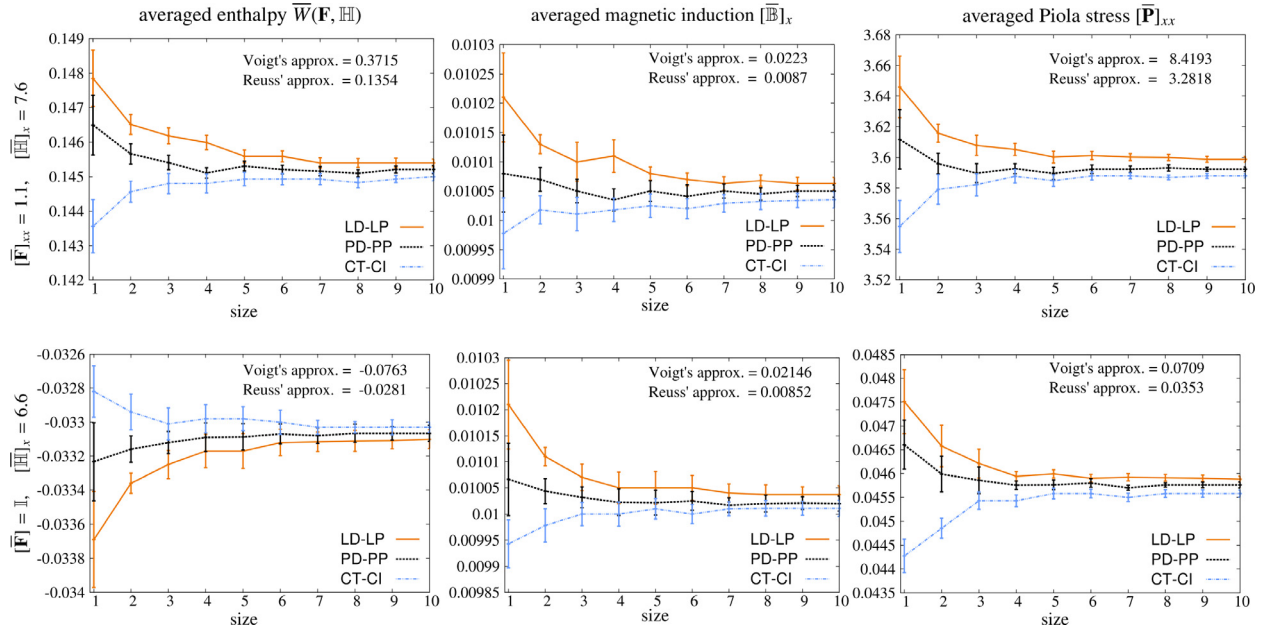 averaged enthalpy W̅(F, ℍ)
averaged magnetic induction [𝔹̅]ₓ
averaged Piola stress [P̅]ₓₓ
[F̅]ₓₓ = 1.1, [ℍ̅]ₓ = 7.6
0.149
0.148
0.147
0.146
0.145
0.144
0.143
0.142
Voigt's approx. = 0.3715
Reuss' approx. = 0.1354
LD-LP
PD-PP
CT-CI
1 2 3 4 5 6 7 8 9 10
size
0.0103
0.01025
0.0102
0.01015
0.0101
0.01005
0.01
0.00995
0.0099
Voigt's approx. = 0.0223
Reuss' approx. = 0.0087
LD-LP
PD-PP
CT-CI
1 2 3 4 5 6 7 8 9 10
size
3.68
3.66
3.64
3.62
3.6
3.58
3.56
3.54
3.52
Voigt's approx. = 8.4193
Reuss' approx. = 3.2818
LD-LP
PD-PP
CT-CI
1 2 3 4 5 6 7 8 9 10
size
[F̅] = 𝕀, [ℍ̅]ₓ = 6.6
-0.0326
-0.0328
-0.033
-0.0332
-0.0334
-0.0336
-0.0338
-0.034
Voigt's approx. = -0.0763
Reuss' approx. = -0.0281
LD-LP
PD-PP
CT-CI
1 2 3 4 5 6 7 8 9 10
size
0.0103
0.01025
0.0102
0.01015
0.0101
0.01005
0.01
0.00995
0.0099
0.00985
Voigt's approx. = 0.02146
Reuss' approx. = 0.00852
LD-LP
PD-PP
CT-CI
1 2 3 4 5 6 7 8 9 10
size
0.0485
0.048
0.0475
0.047
0.0465
0.046
0.0455
0.045
0.0445
0.044
0.0435
Voigt's approx. = 0.0709
Reuss' approx. = 0.0353
LD-LP
PD-PP
CT-CI
1 2 3 4 5 6 7 8 9 10
size